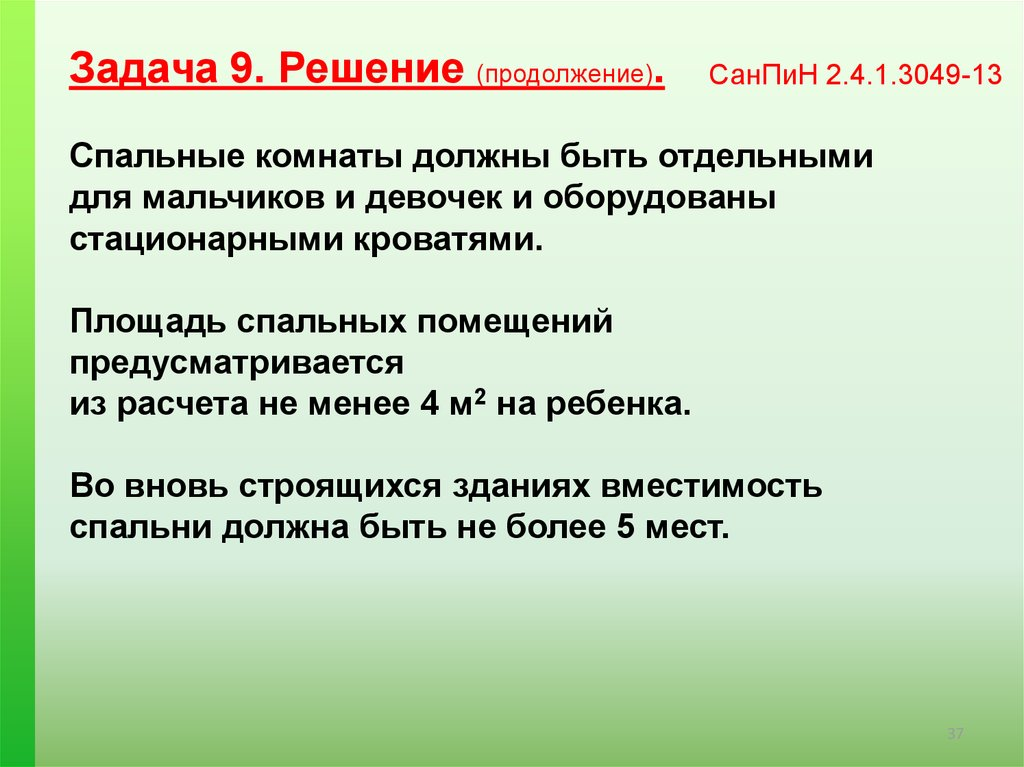 Задача 9. Решение (продолжение). СанПиН 2.4.1.3049-13
Спальные комнаты должны быть отдельными
для мальчиков и девочек и оборудованы
стационарными кроватями.
Площадь спальных помещений
предусматривается
из расчета не менее 4 м² на ребенка.
Во вновь строящихся зданиях вместимость
спальни должна быть не более 5 мест.
37